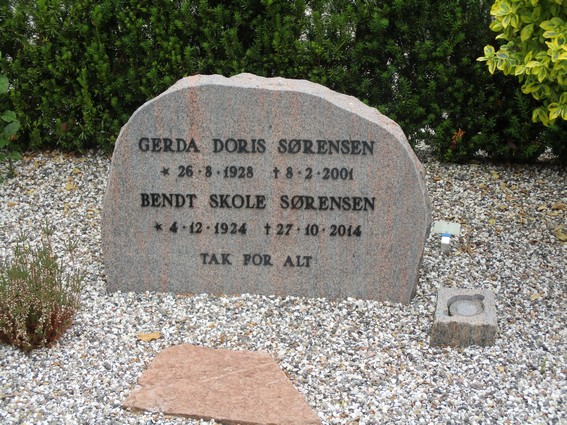 GERDA DORIS SØRENSEN
★ 26·8·1928 †8·2·2001
BENDT SKOLE SØRENSEN
★ 4·12·1924 †27·10·2014
TAK FOR ALT